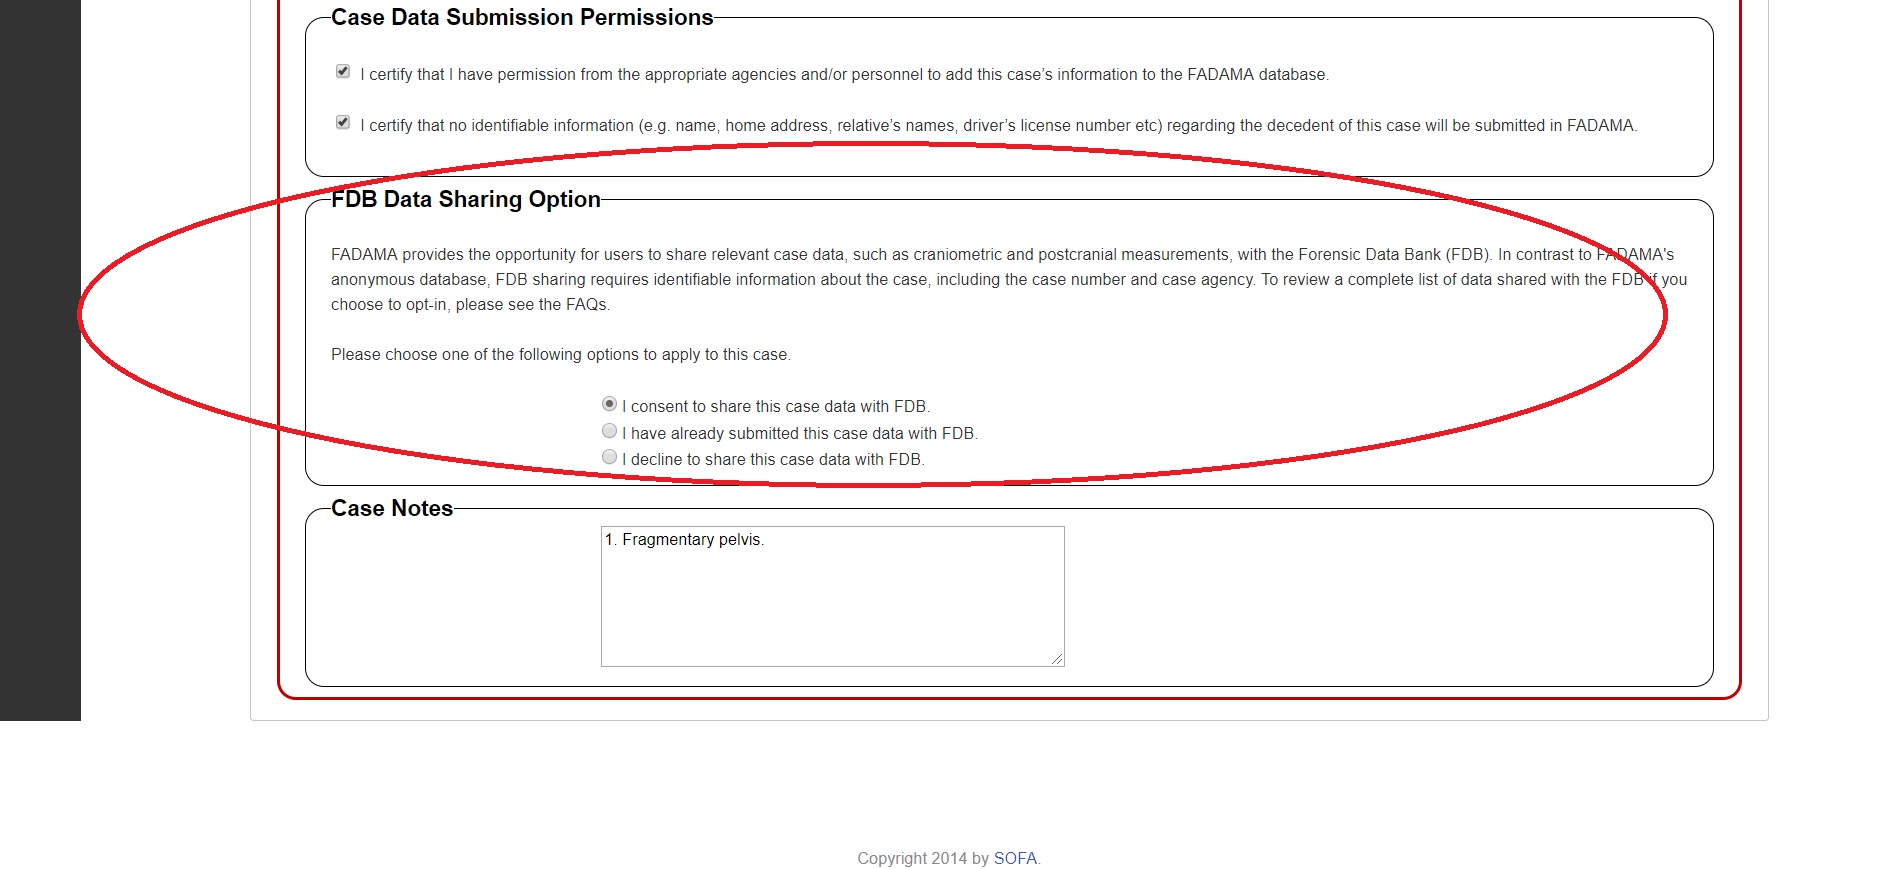 Case Data Submission Permissions
I certify that I have permission from the appropriate agencies and/or personnel to add this case’s information to the FADAMA database.
I certify that no identifiable information (e.g. name, home address, relative’s names, driver’s license number etc) regarding the decedent of this case will be submitted in FADAMA.
FDB Data Sharing Option
FADAMA provides the opportunity for users to share relevant case data, such as craniometric and postcranial measurements, with the Forensic Data Bank (FDB). In contrast to FADAMA's
anonymous database, FDB sharing requires identifiable information about the case, including the case number and case agency. To review a complete list of data shared with the FDB if you
choose to opt-in, please see the FAQs.
Please choose one of the following options to apply to this case.
I consent to share this case data with FDB.
I have already submitted this case data with FDB.
I decline to share this case data with FDB.
Case Notes
1. Fragmentary pelvis.
Copyright 2014 by SOFA.